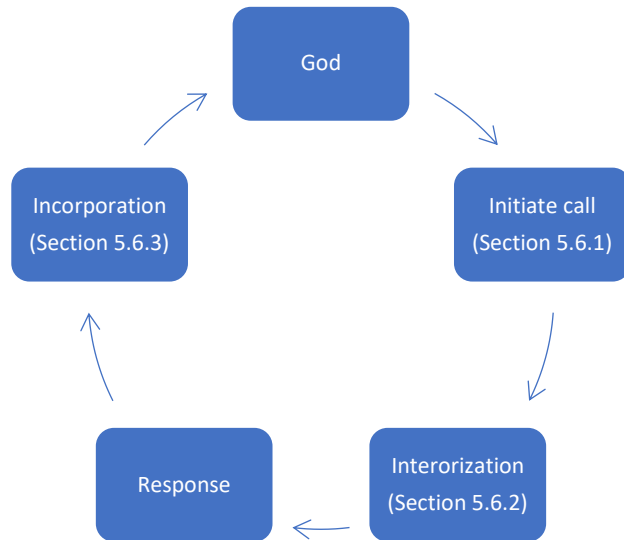 God
Initiate call
(Section 5.6.1)
Interorization
(Section 5.6.2)
Response
Incorporation
(Section 5.6.3)